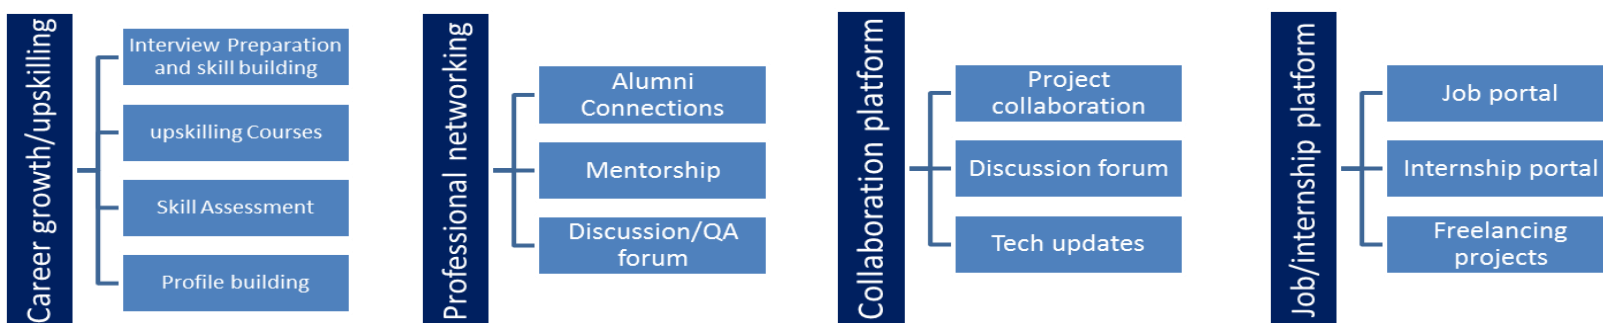 Career growth/upskilling
Interview Preparation
and skill building
upskilling Courses
Skill Assessment
Profile building
Professional networking
Alumni
Connections
Mentorship
Discussion/QA
forum
Collaboration platform
Project
collaboration
Discussion forum
Tech updates
Job/internship platform
Job portal
Internship portal
Freelancing
projects